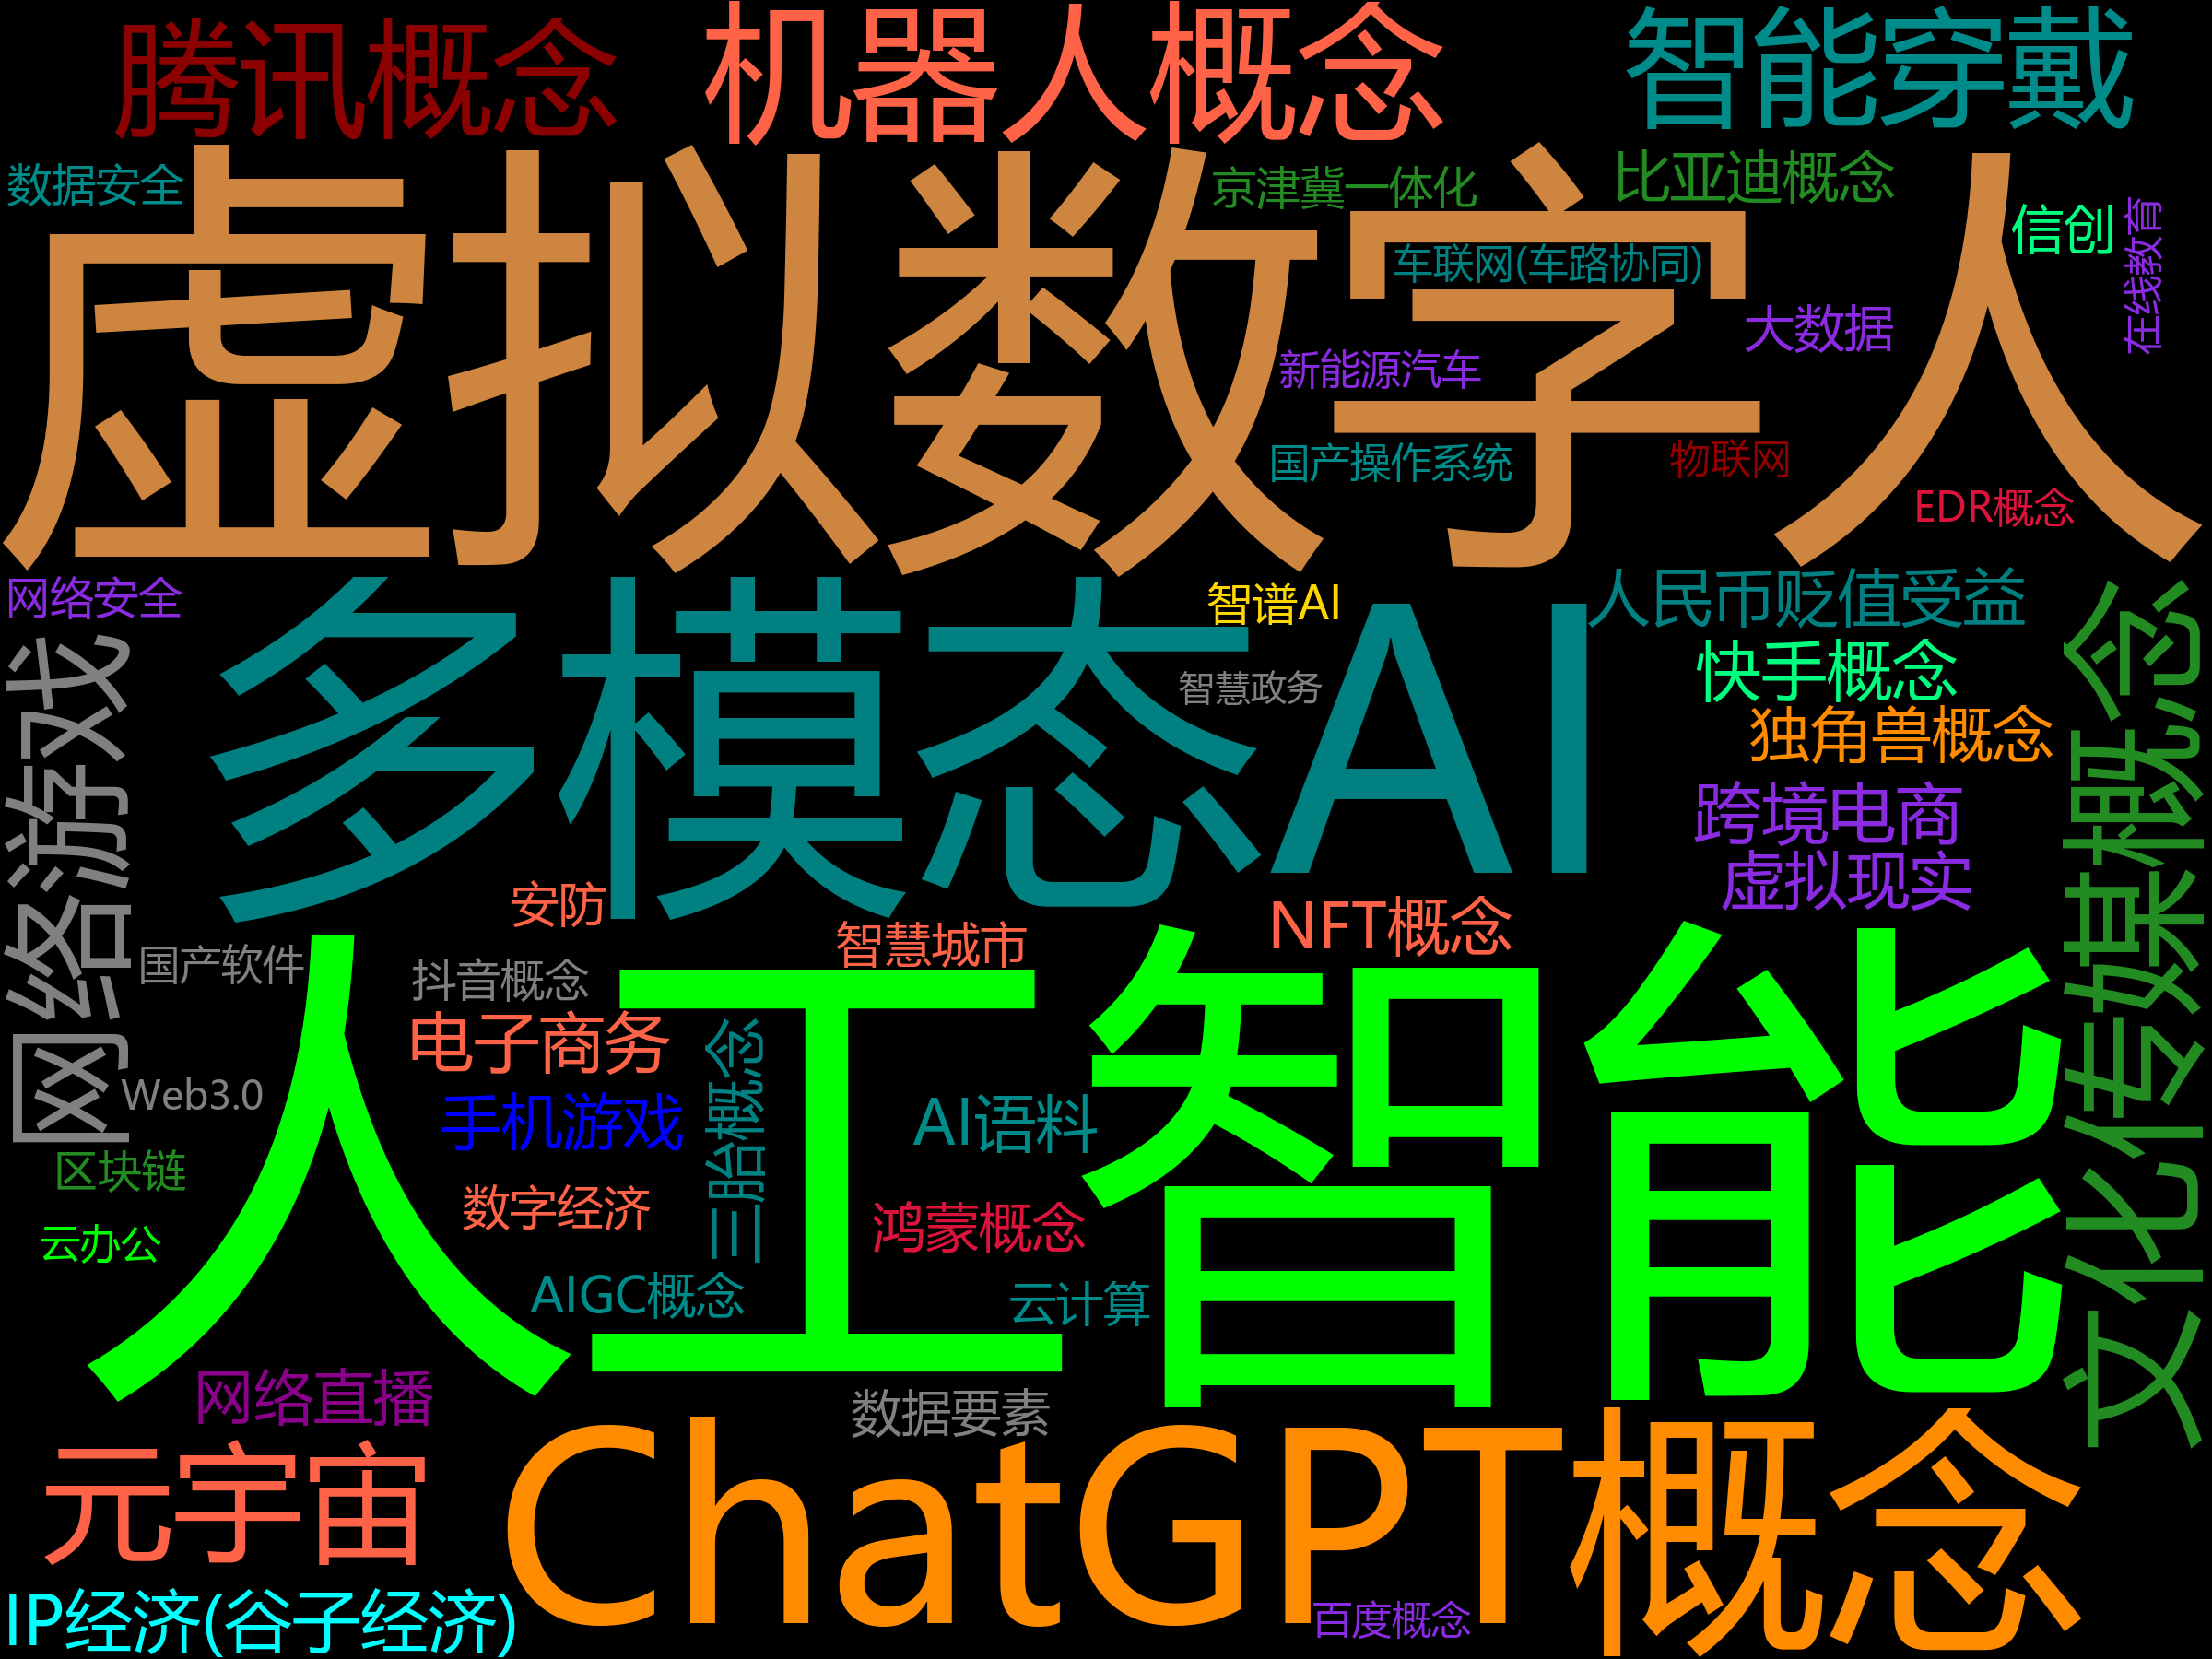 腾讯概念
机器人概念
智能穿戴
数据安全
京津冀一体化
比亚迪概念
信创
在线教育
虚拟数字人
车联网(车路协同)
大数据
新能源汽车
国产操作系统
物联网
EDR概念
网络安全
智谱AI
人民币贬值受益
多模态AI
智慧政务
快手概念
独角兽概念
跨境电商
虚拟现实
网络游戏
文化传媒概念
安防
智慧城市
NFT概念
国产软件
抖音概念
电子商务
人工智能
Web3.0
手机游戏
三胎概念
AI语料
区块链
数字经济
鸿蒙概念
云办公
AIGC概念
云计算
网络直播
数据要素
元宇宙
ChatGPT概念
IP经济(谷子经济)
百度概念